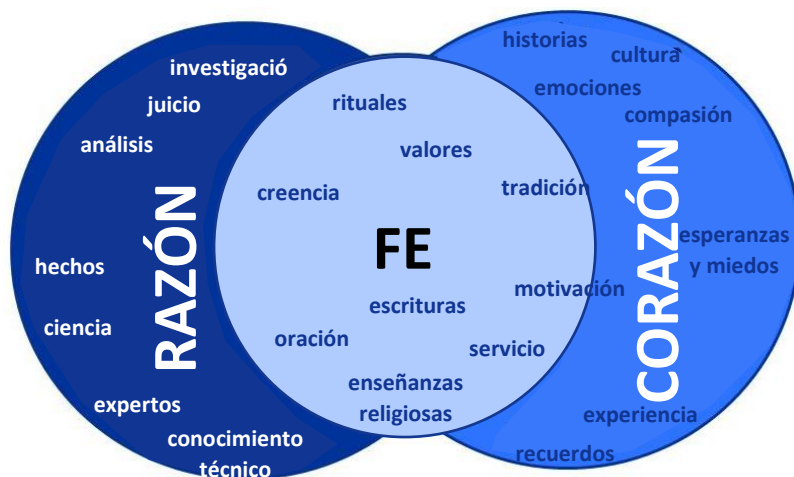 investigació
juicio
análisis
RAZÓN
hechos
ciencia
expertos
conocimiento
técnico
rituales
valores
creencia
tradición
FE
motivación
escrituras
oración
servicio
enseñanzas
religiosas
historias
cultura`
emociones
compasión
CORAZÓN
esperanzas
y miedos
experiencia
recuerdos